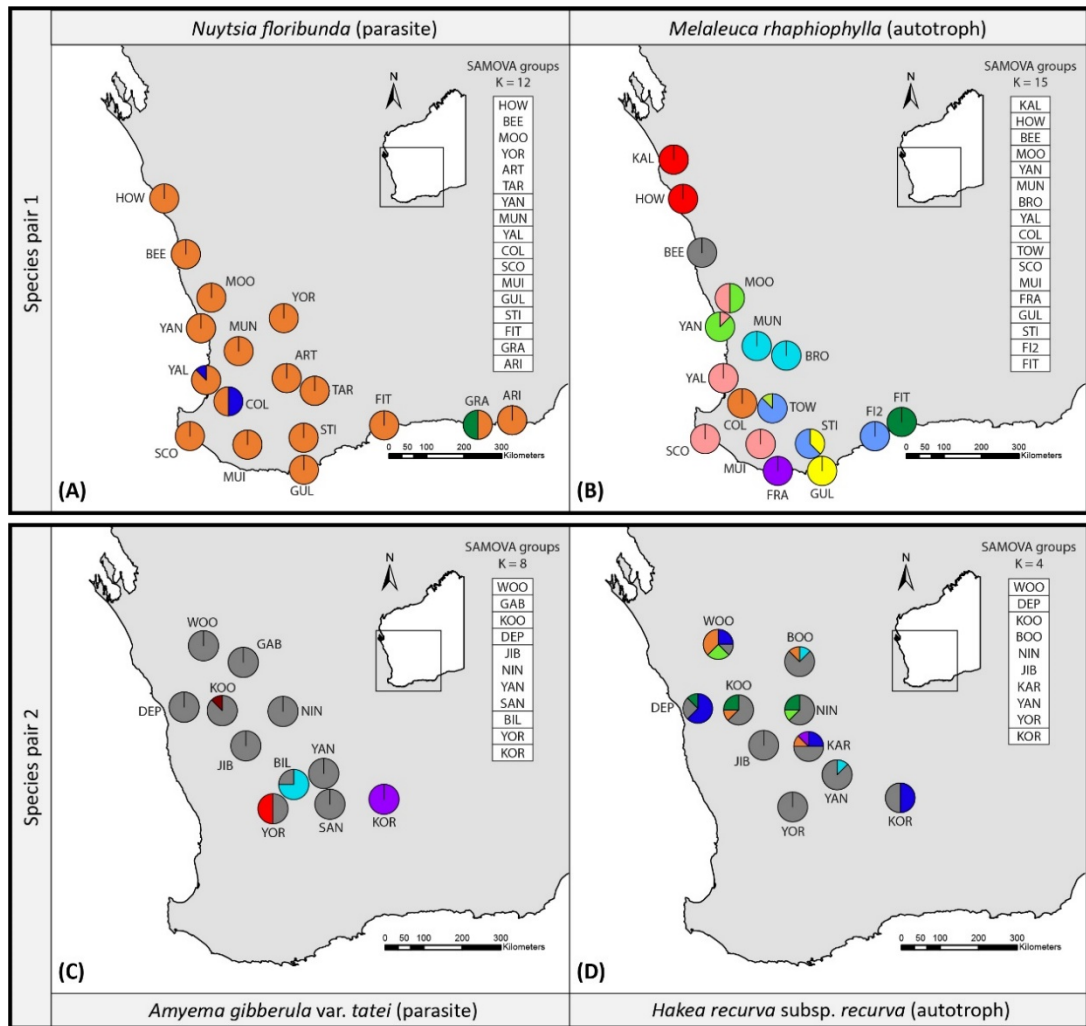 Nuytsia floribunda (parasite)
Melaleuca rhaphiophylla (autotroph)
Species pair 1
N
SAMOVA groups
K = 12
HOW
BEE
MOO
YOR
ART
TAR
YAN
MUN
YAL
COL
SCO
MUI
GUL
STI
FIT
GRA
ARI
HOW
BEE
MOO
YOR
YAN
MUN
ART
YAL
TAR
COL
FIT
GRA
ARI
SCO
STI
MUI
GUL
0 50 100 200 300
Kilometers
(A)
N
SAMOVA groups
K = 15
KAL
HOW
BEE
MOO
YAN
MUN
BRO
YAL
COL
TOW
SCO
MUI
FRA
GUL
STI
FI2
FIT
KAL
HOW
BEE
MOO
YAN
MUN
BRO
YAL
TOW
COL
FIT
FI2
STI
SCO
MUI
FRA
GUL
0 50 100 200 300
Kilometers
(B)
Species pair 2
N
SAMOVA groups
K = 8
WOO
GAB
KOO
DEP
JIB
NIN
YAN
SAN
BIL
YOR
KOR
WOO
GAB
KOO
DEP
NIN
JIB
BIL
YAN
YOR
SAN
KOR
0 50 100 200 300
Kilometers
(C)
N
SAMOVA groups
K = 4
WOO
DEP
KOO
BOO
NIN
JIB
KAR
YAN
YOR
KOR
WOO
BOO
KOO
DEP
NIN
JIB
KAR
YAN
YOR
KOR
0 50 100 200 300
Kilometers
(D)
Amyema gibberula var. tatei (parasite)
Hakea recurva subsp. recurva (autotroph)